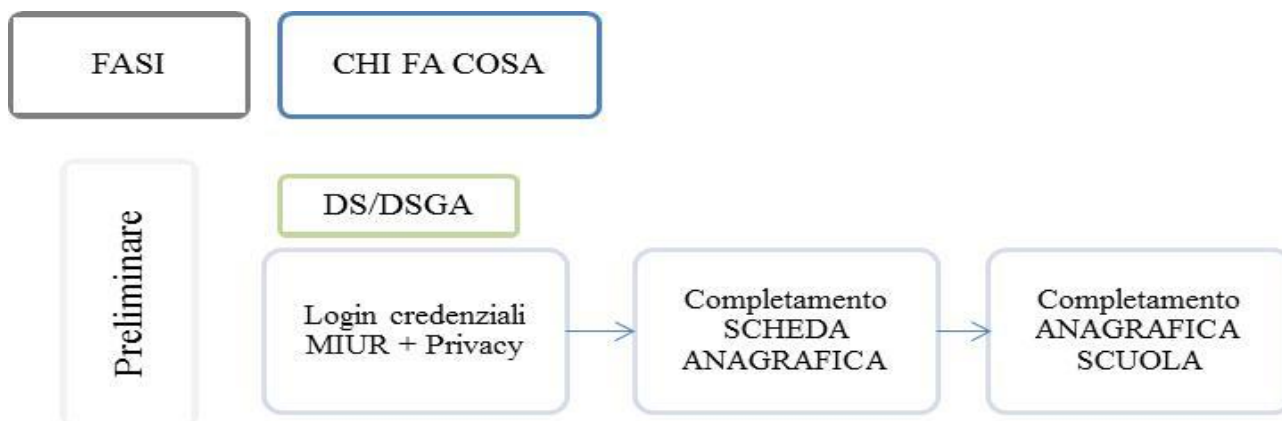 FASI
CHI FA COSA
Preliminare
DS/DSGA
Login credenziali
MIUR + Privacy
Completamento
SCHEDA
ANAGRAFICA
Completamento
ANAGRAFICA
SCUOLA